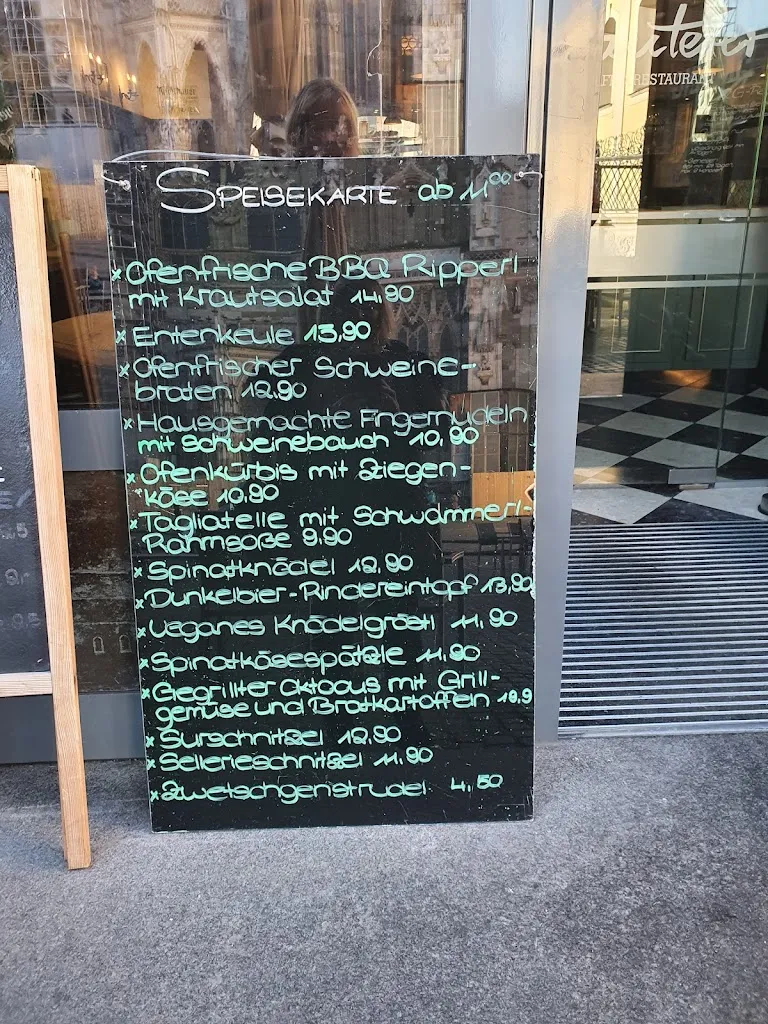 SPEISEKARTE ab 11⁰⁰
x Ofenfrische BBQ Ripperl
mit Krautsalat 14,90
x Entenkeule 13,90
x Ofenfrischer Schweine-
braten 12,90
x Hausgemachte Fingernudeln
mit Schweinebauch 10,90
x Ofenkürbis mit Ziegen-
käse 10,90
x Tagliatelle mit Schwammerl-
Rahmsoße 9,90
x Spinatknödel 12,90
x Dunkelbier-Rindereintopf 13,90
x Veganes Knödelgröstl 11,90
x Spinatkäsespätzle 11,90
x Gegrillter Oktopus mit Grill-
gemüse und Bratkartoffeln 18,9
x Surschnitzel 12,90
x Sellerieschnitzel 11,90
x Zwetschgenstrudel 4,50
RESTAURANT